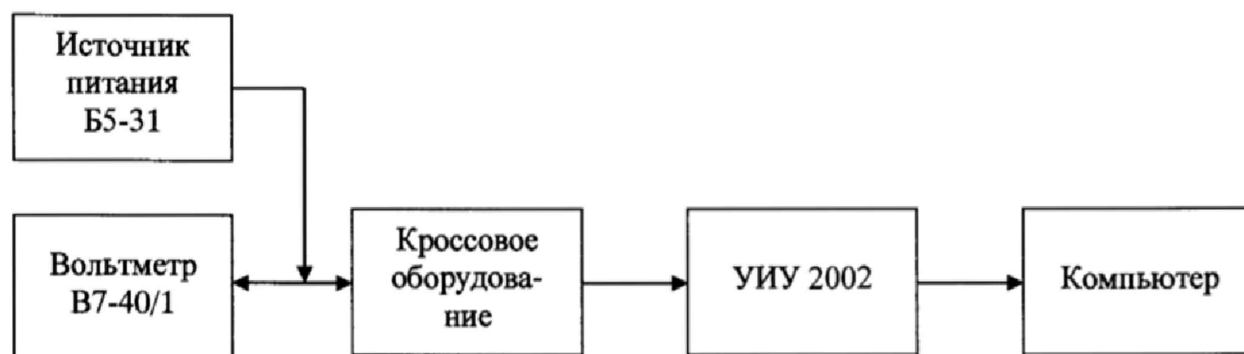 Источник
питания
Б5-31
Вольтметр
В7-40/1
Кроссовое
оборудова-
ние
УИУ 2002
Компьютер